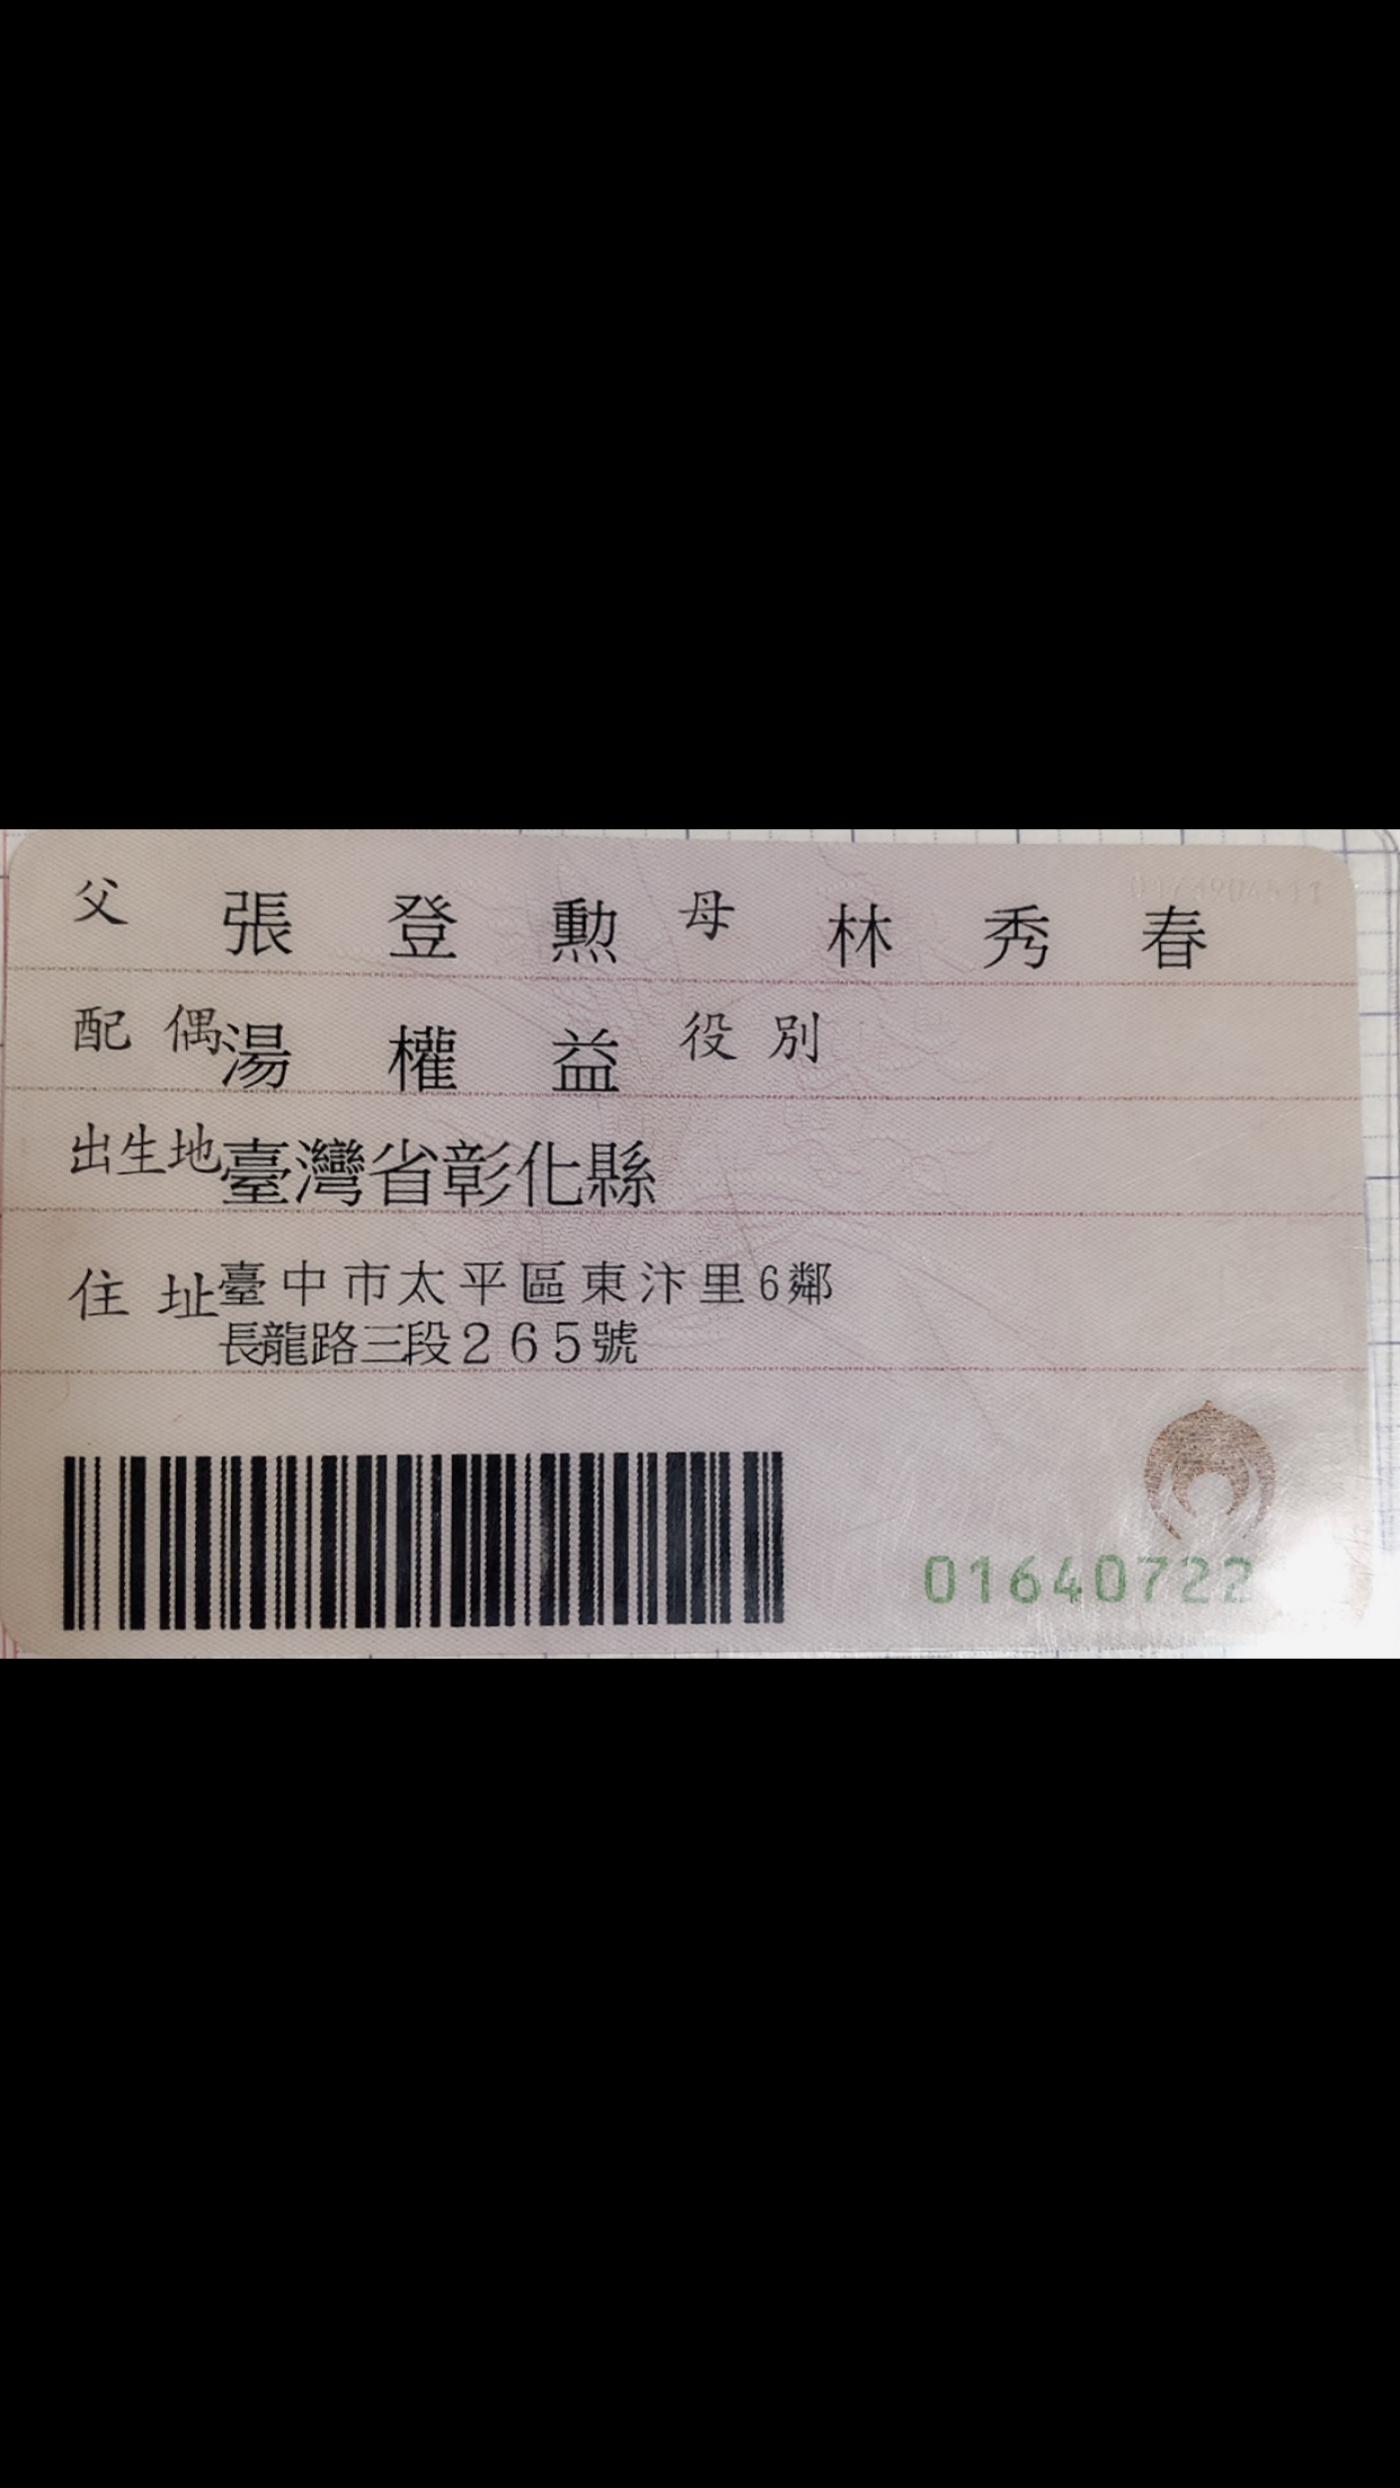 父 張登勲 母 林秀春
配偶 湯權益 役別
出生地 臺灣省彰化縣
住址 臺中市太平區東汴里6鄰
長龍路三段265號
01640722